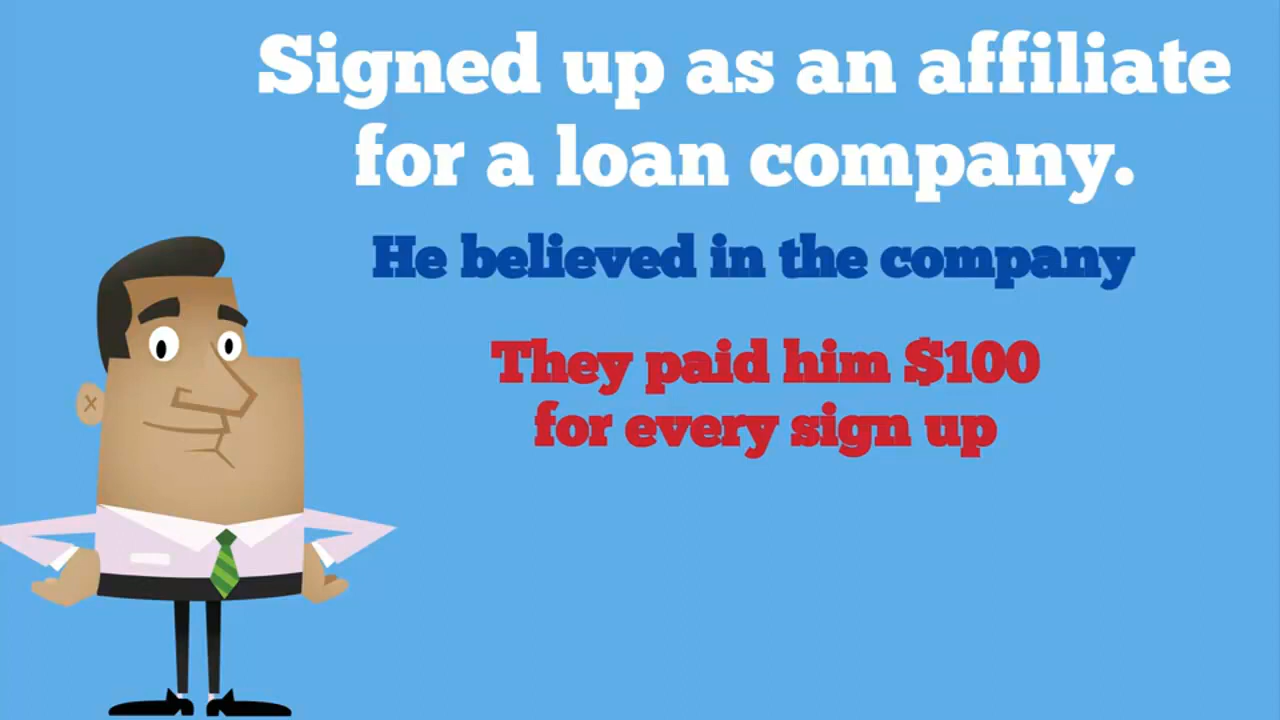 Signed up as an affiliate
for a loan company.
He believed in the company
They paid him $100
for every sign up